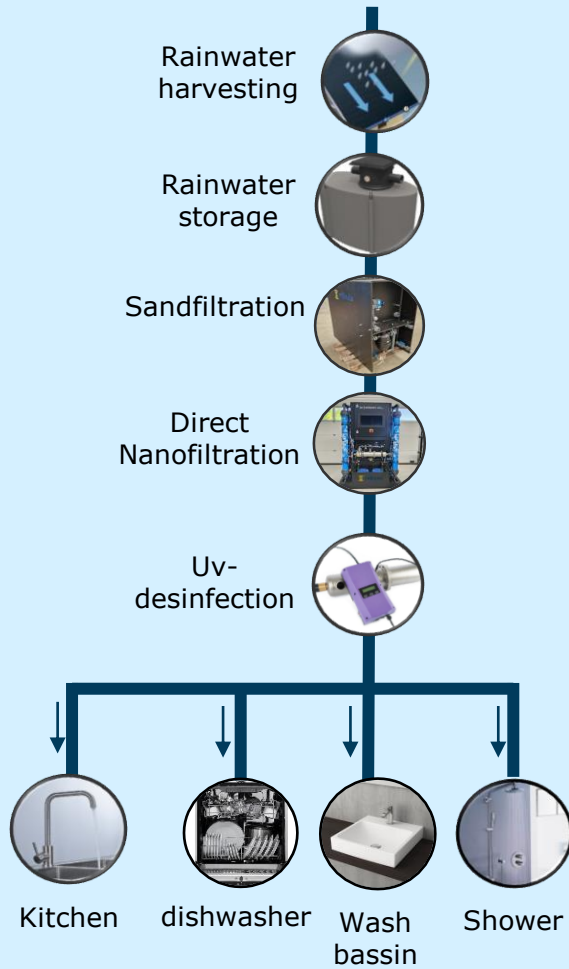 Rainwater
harvesting
Rainwater
storage
Sandfiltration
Direct
Nanofiltration
Uv-
desinfection
Kitchen
dishwasher
Wash
bassin
Shower